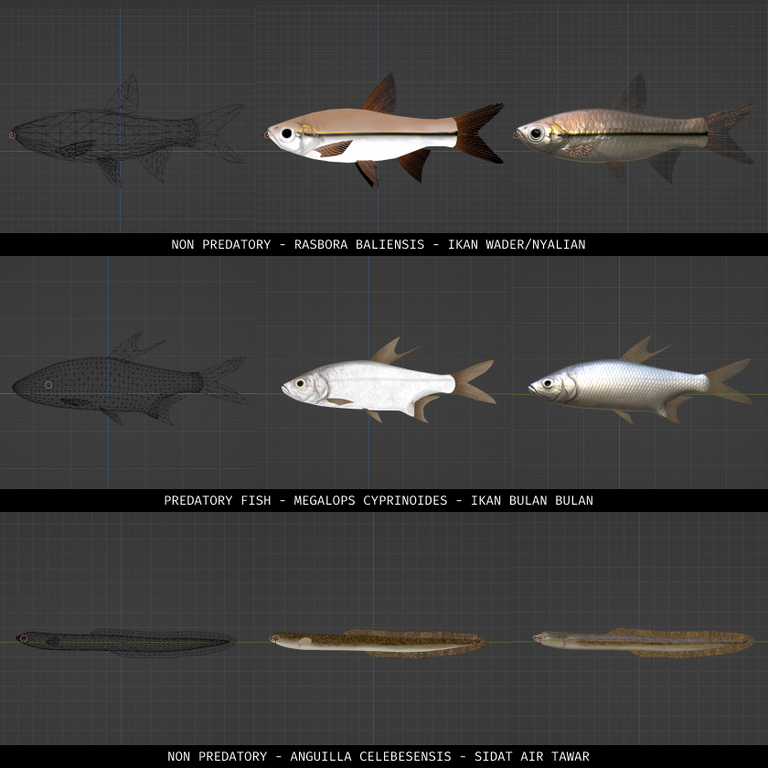 NON PREDATORY - RASBORA BALIENSIS - IKAN WADER/NYALIAN
PREDATORY FISH - MEGALOPS CYPRINOIDES - IKAN BULAN BULAN
NON PREDATORY - ANGUILLA CELEBESENSIS - SIDAT AIR TAWAR